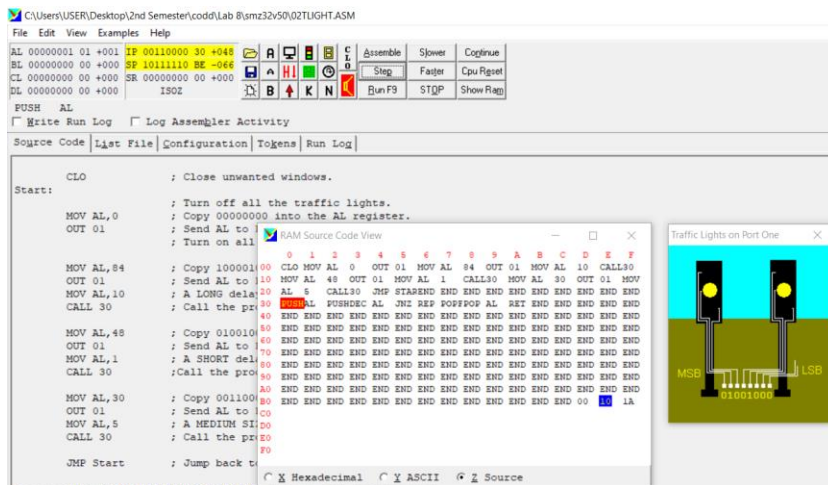 C:\Users\USER\Desktop\2nd Semester\codd\Lab 8\smz32v50\02TLIGHT.ASM
File Edit View Examples Help
AL 00000001 01 +001 IP 00110000 30 +048
BL 00000000 00 +000 SP 10111110 BE -066
CL 00000000 00 +000 SR 00000000 00 +000
DL 00000000 00 +000 ISOZ
A H! A B K N CLO
Assemble Slower Continue
Step Faster Cpu Reset
Run F9 STOP Show Ram
PUSH AL
Write Run Log Log Assembler Activity
Source Code List File Configuration Tokens Run Log
CLO ; Close unwanted windows.
Start:
; Turn off all the traffic lights.
MOV AL,0 ; Copy 00000000 into the AL register.
OUT 01 ; Send AL to
; Turn on all
MOV AL,84 ; Copy 100001
OUT 01 ; Send AL to
MOV AL,10 ; A LONG dela
CALL 30 ; Call the pr
MOV AL,48 ; Copy 010010
OUT 01 ; Send AL to
MOV AL,1 ; A SHORT del
CALL 30 ;Call the pro
MOV AL,30 ; Copy 001100
OUT 01 ; Send AL to
MOV AL,5 ; A MEDIUM SI
CALL 30 ; Call the pr
JMP Start ; Jump back t
RAM Source Code View
0 1 2 3 4 5 6 7 8 9 A B C D E F
00 CLO MOV AL 0 OUT 01 MOV AL 84 OUT 01 MOV AL 10 CALL30
10 MOV AL 48 OUT 01 MOV AL 1 CALL30 MOV AL 30 OUT 01 MOV
20 AL 5 CALL30 JMP STAREND END END END END END END END END END
30 PUSHAL PUSHDEC AL JNZ REP POPFPOP AL RET END END END END
40 END END END END END END END END END END END END END END END END
50 END END END END END END END END END END END END END END END END
60 END END END END END END END END END END END END END END END END
70 END END END END END END END END END END END END END END END END
80 END END END END END END END END END END END END END END END END
90 END END END END END END END END END END END END END END END END
A0 END END END END END END END END END END END END END END END END
B0 END END END END END END END END END END END END END 00 10 1A
C0
D0
E0
F0
X Hexadecimal Y ASCII Z Source
Traffic Lights on Port One
MSB LSB
01001000